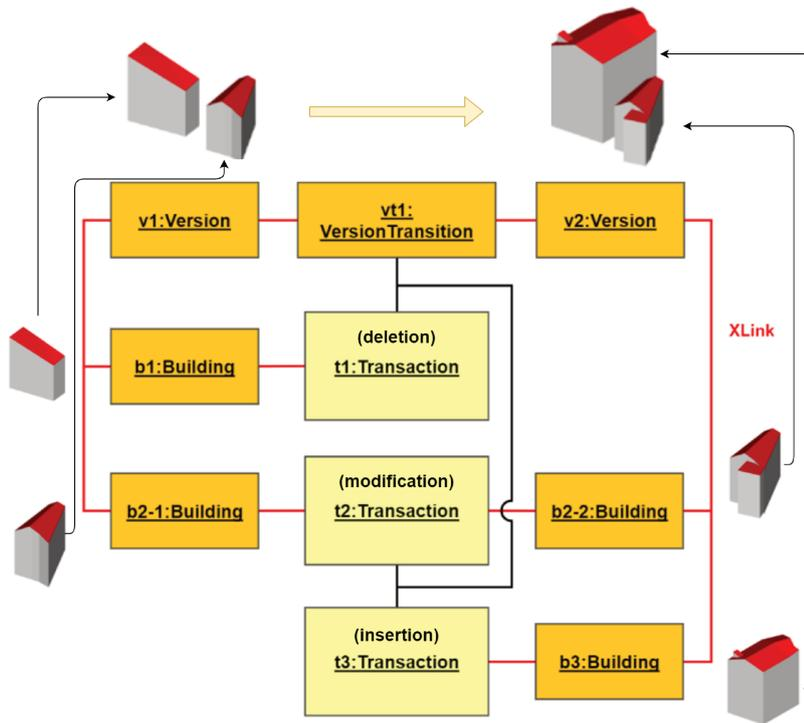 v1:Version
vt1:
VersionTransition
v2:Version
XLink
(deletion)
b1:Building
t1:Transaction
(modification)
b2-1:Building
t2:Transaction
b2-2:Building
(insertion)
t3:Transaction
b3:Building